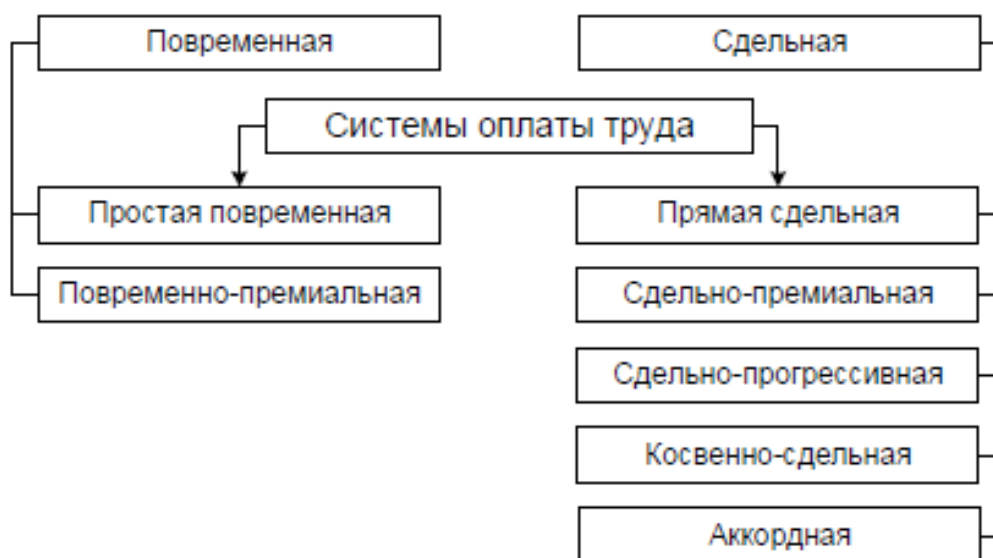 Повременная
Сдельная
Системы оплаты труда
Простая повременная
Прямая сдельная
Повременно-премиальная
Сдельно-премиальная
Сдельно-прогрессивная
Косвенно-сдельная
Аккордная